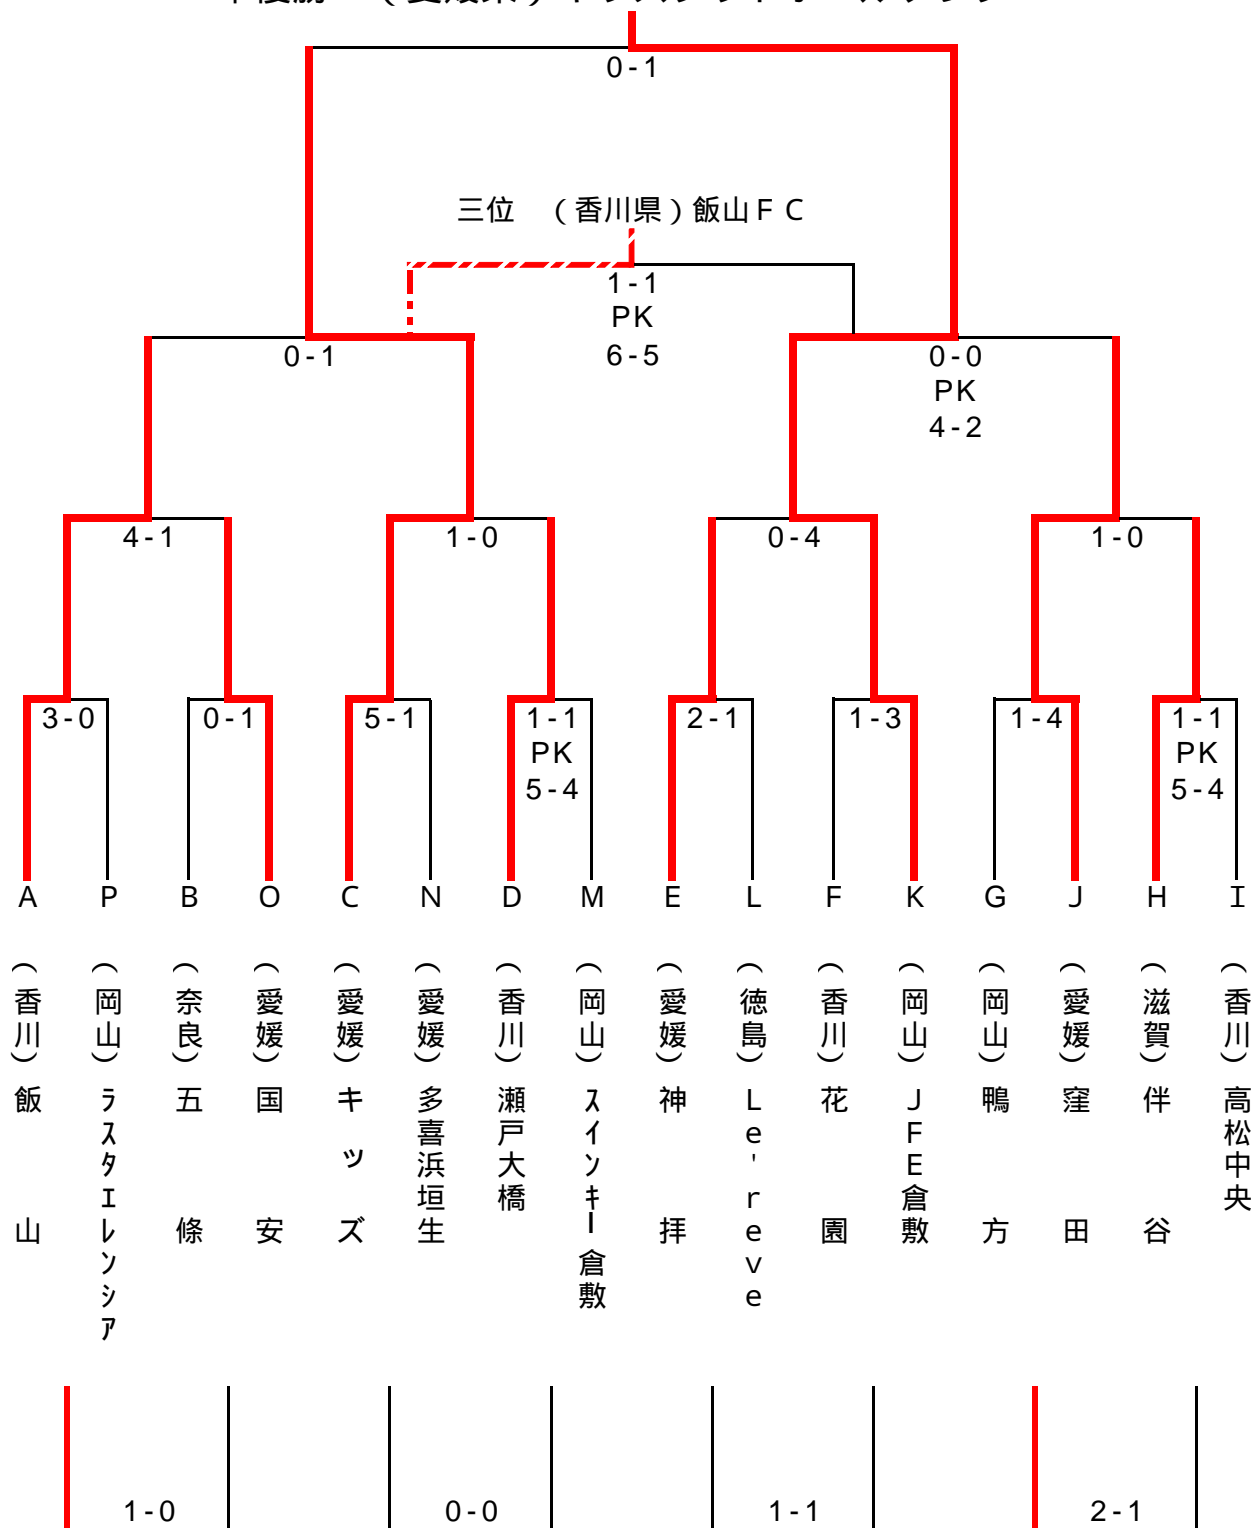 0-1
三位 （香川県）飯山ＦＣ
1-1
PK
6-5
0-1
0-0
PK
4-2
4-1
1-0
0-4
1-0
3-0
0-1
5-1
1-1
PK
5-4
2-1
1-3
1-4
1-1
PK
5-4
A P B O C N D M E L F K G J H I
（香川）飯山
（岡山）ﾗｽﾀｴﾚﾝｼｱ
（奈良）五條
（愛媛）国安
（愛媛）キッズ
（愛媛）多喜浜垣生
（香川）瀬戸大橋
（岡山）ｽｲﾝｷｰ倉敷
（愛媛）神拝
（徳島）Le'reve
（香川）花園
（岡山）ＪＦＥ倉敷
（岡山）鴨方
（愛媛）窪田
（滋賀）伴谷
（香川）高松中央
1-0
0-0
1-1
2-1